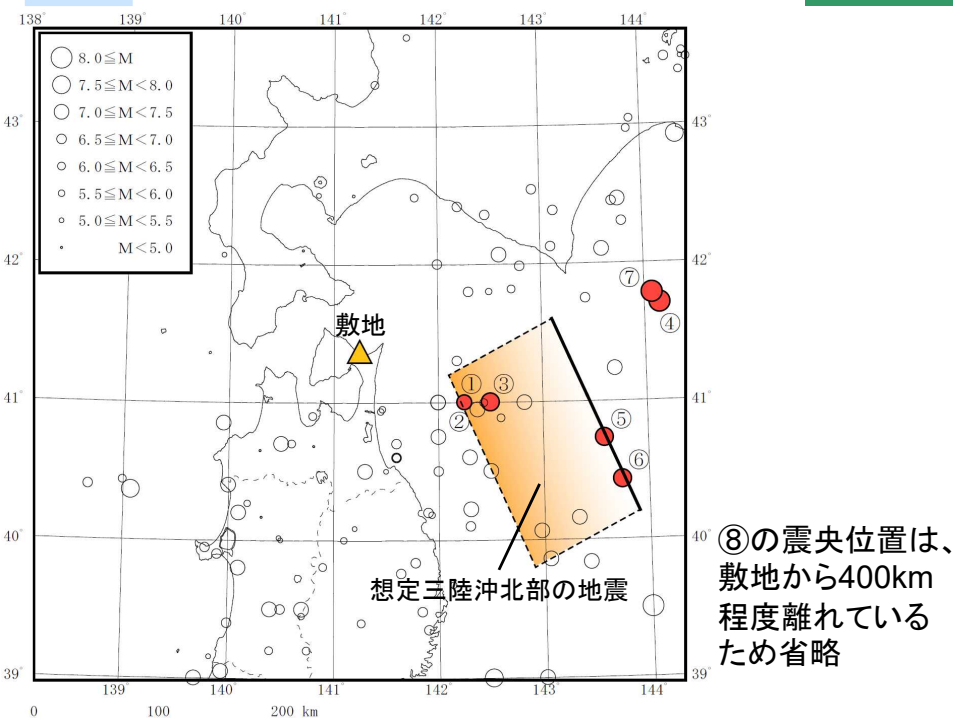 138° 139° 140° 141° 142° 143° 144°
8.0≦M
7.5≦M<8.0
7.0≦M<7.5
6.5≦M<7.0
6.0≦M<6.5
5.5≦M<6.0
5.0≦M<5.5
M<5.0
43° 43°
42° 42°
⑦
④
敷地
① ③
41° 41°
②
⑤
⑥
40° 40°
⑧の震央位置は、
敷地から400km
程度離れている
ため省略
想定三陸沖北部の地震
39° 39°
139° 140° 141° 142° 143° 144°
0 100 200 km